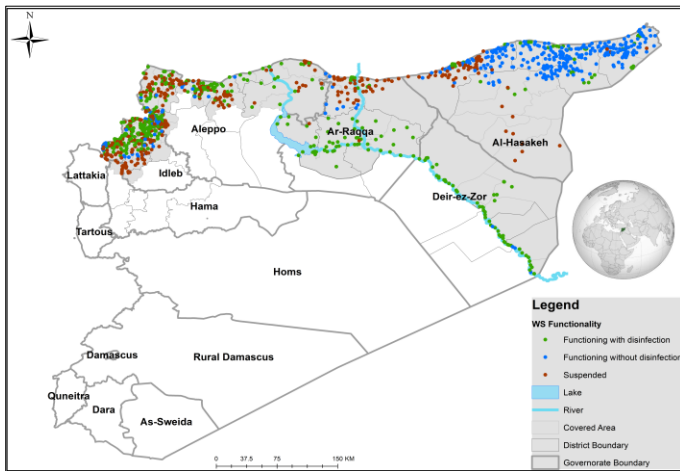 N
Aleppo
Ar-Raqqa
Al-Hasakeh
Lattakia
Idleb
Deir-ez-Zor
Hama
Tartous
Homs
Damascus
Rural Damascus
Quneitra
Dara
As-Sweida
0 37.5 75 150 KM
Legend
WS Functionality
Functioning with disinfection
Functioning without disinfection
Suspended
Lake
River
Covered Area
District Boundary
Governorate Boundary